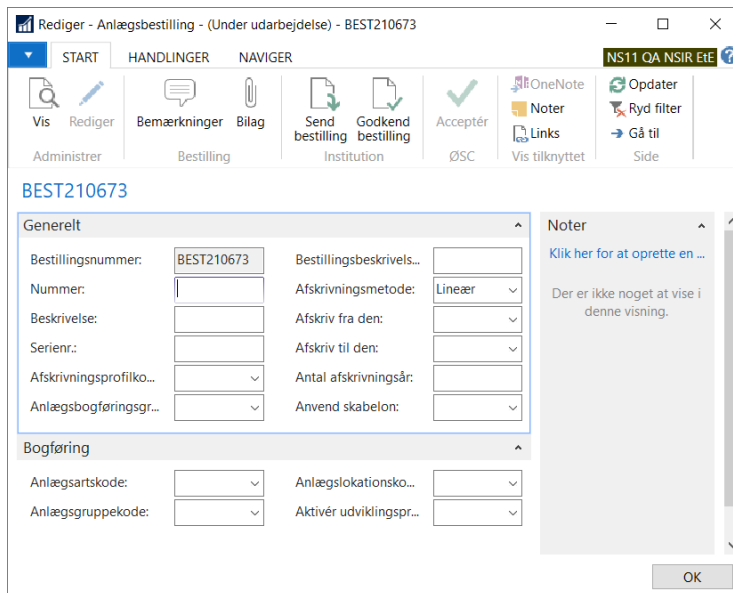 Rediger - Anlægsbestilling - (Under udarbejdelse) - BEST210673
START HANDLINGER NAVIGER NS11 QA NSIR EtE ?
Vis Rediger
Administrer
Bemærkninger Bilag
Bestilling
Send bestilling Godkend bestilling
Institution
Acceptér
ØSC
OneNote
Noter
Links
Vis tilknyttet
Opdater
Ryd filter
Gå til
Side
BEST210673
Generelt
Bestillingsnummer: BEST210673
Nummer:
Beskrivelse:
Serienr.:
Afskrivningsprofilko...
Anlægsbogføringsgr...
Bestillingsbeskrivels...
Afskrivningsmetode: Lineær
Afskriv fra den:
Afskriv til den:
Antal afskrivningsår:
Anvend skabelon:
Bogføring
Anlægsartskode:
Anlægsgruppekode:
Anlægslokationsko...
Aktivér udviklingspr...
Noter
Klik her for at oprette en ...
Der er ikke noget at vise i
denne visning.
OK